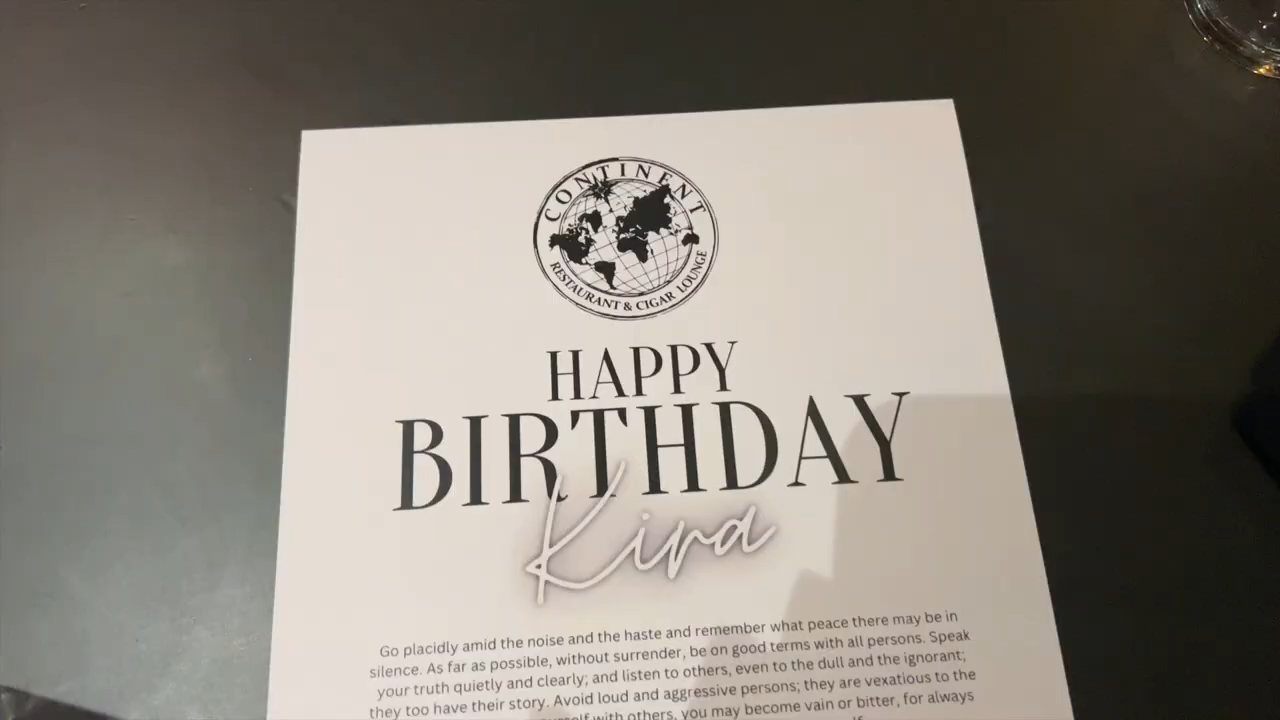 CONTINENT
RESTAURANT & CIGAR LOUNGE
HAPPY
BIRTHDAY
Kira
Go placidly amid the noise and the haste and remember what peace there may be in
silence. As far as possible, without surrender, be on good terms with all persons. Speak
your truth quietly and clearly; and listen to others, even to the dull and the ignorant;
they too have their story. Avoid loud and aggressive persons; they are vexatious to the
with others, you may become vain or bitter, for always